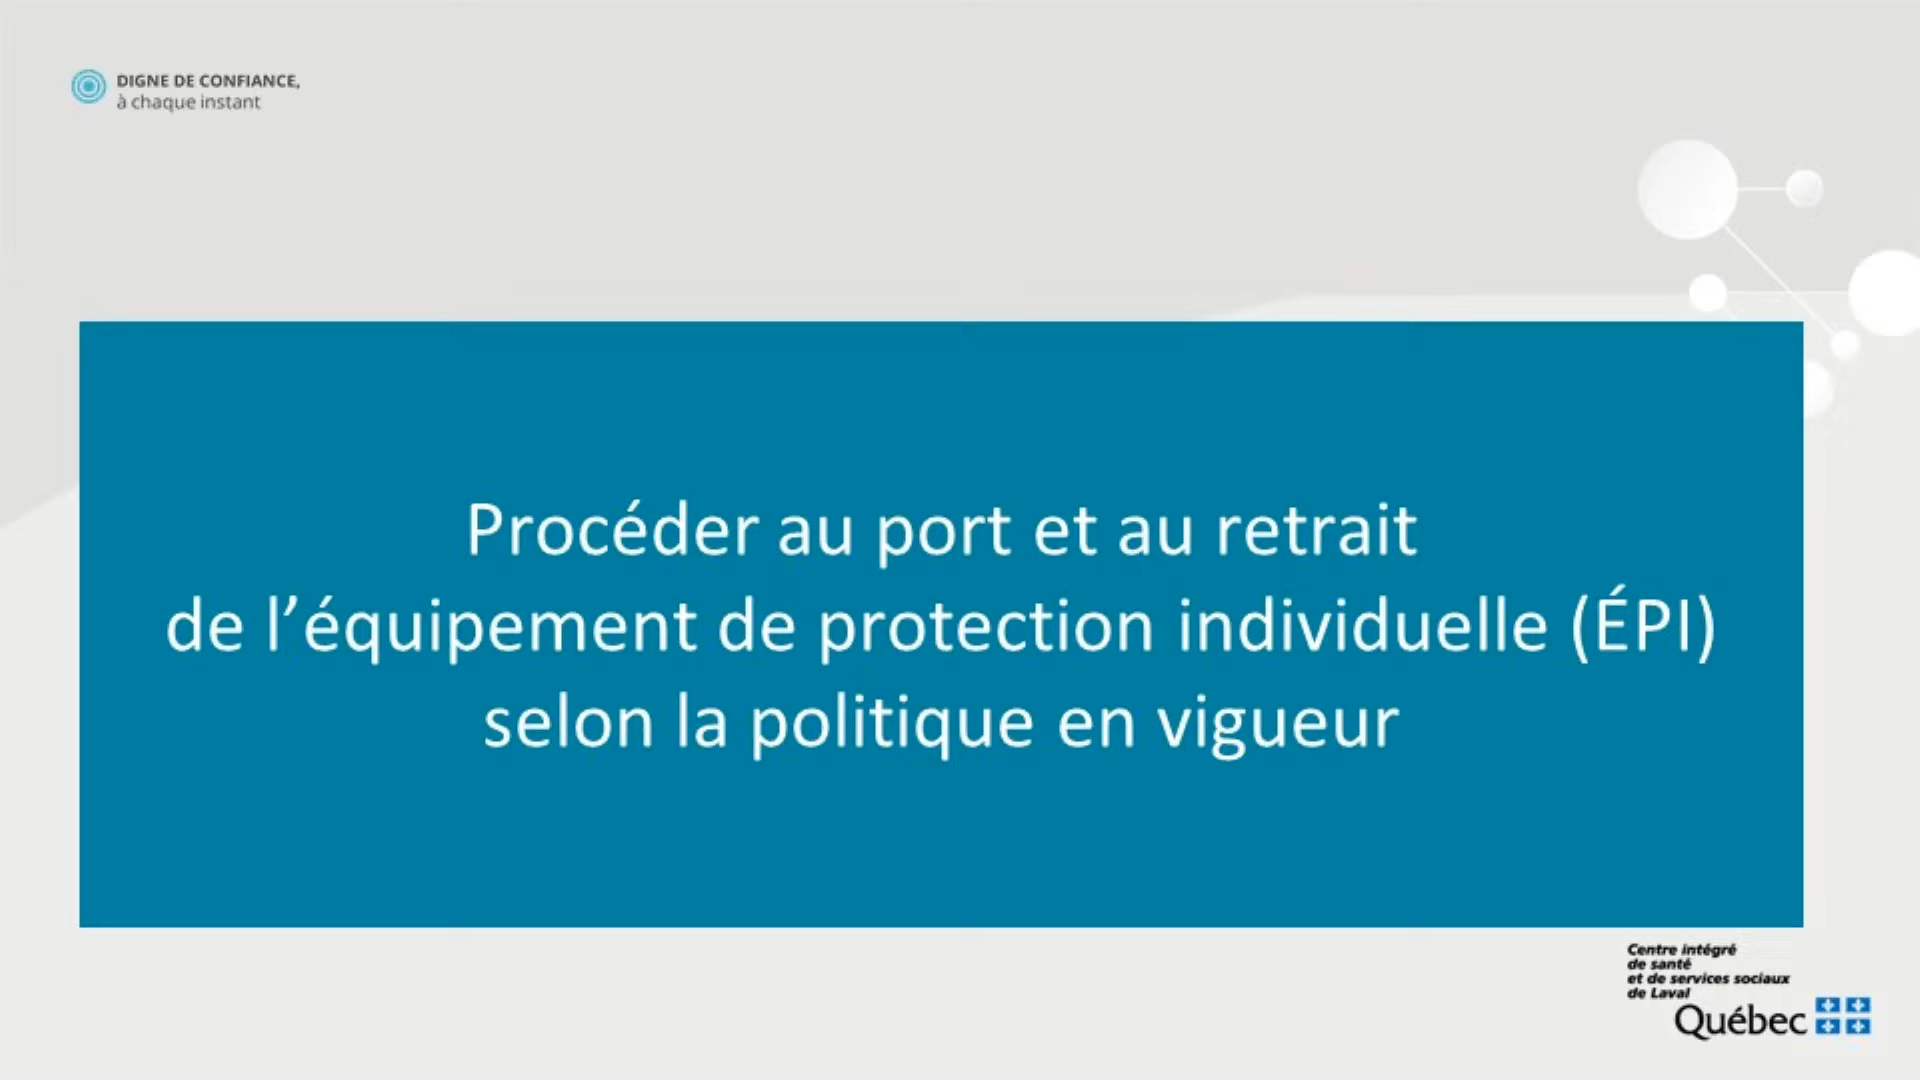 DIGNE DE CONFIANCE,
à chaque instant
Procéder au port et au retrait
de l’équipement de protection individuelle (ÉPI)
selon la politique en vigueur
Centre intégré
de santé
et de services sociaux
de Laval
Québec